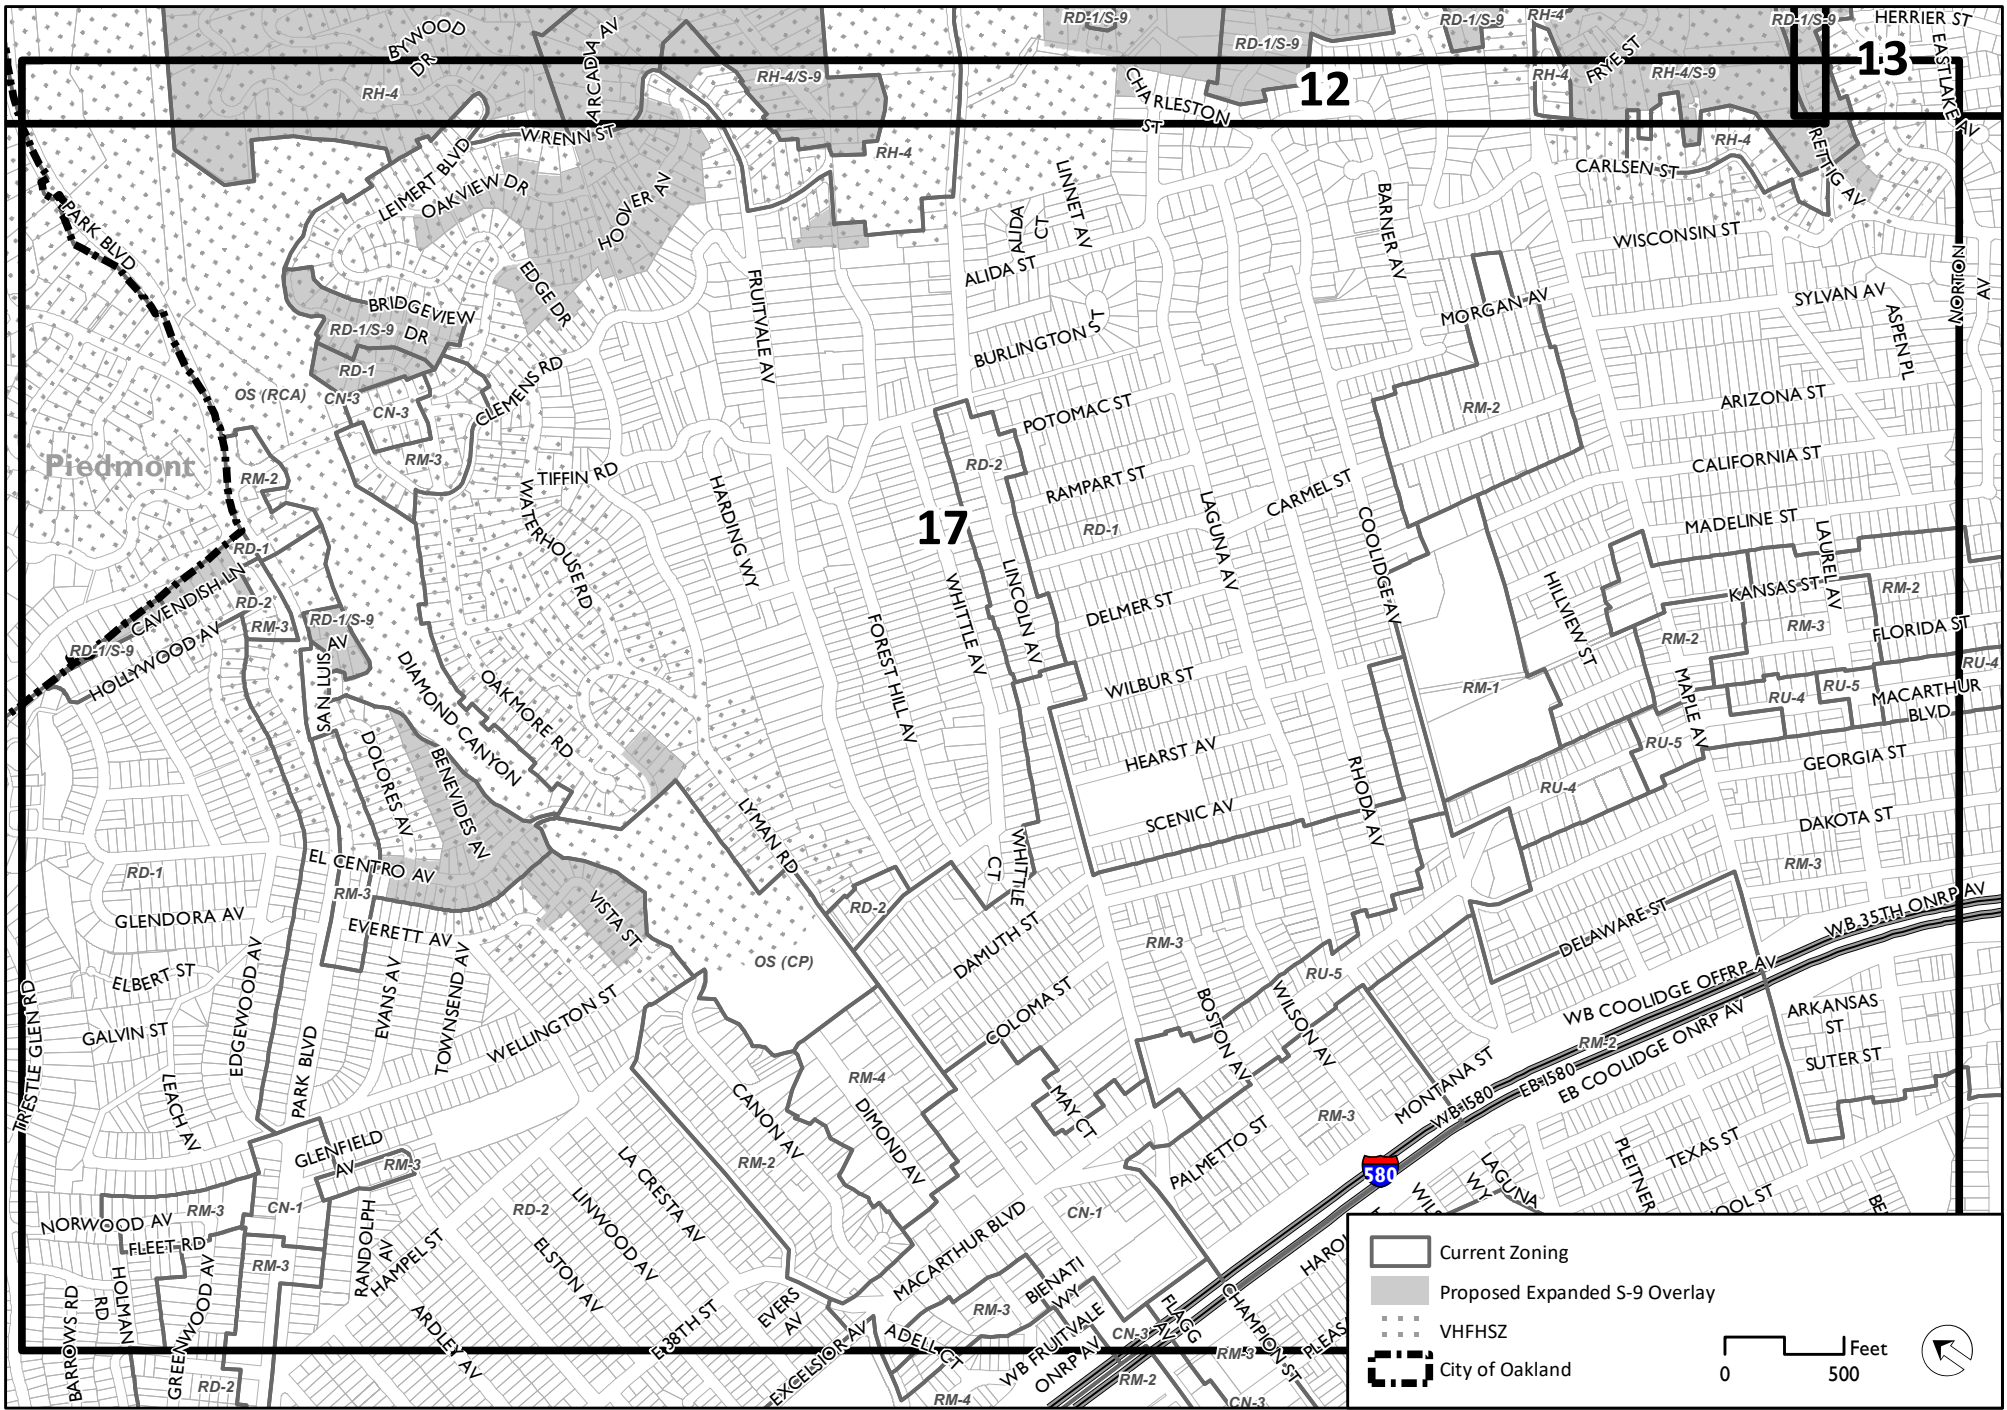 BYWOOD
DR
ARCADA AV
RD-1/S-9
RD-1/S-9
RD-1/S-9
RH-4
RD-1/S-9
HERRIER ST
RH-4
RH-4/S-9
12
RH-4
FRYE ST
RH-4/S-9
13
EASTLAKE AV
CHARLESTON
ST
WRENN ST
LEIMERT BLVD
OAKVIEW DR
HOOVER AV
RH-4
RH-4
CARLSEN ST
RETTIG AV
PARK BLVD
LINNET AV
ALIDA
CT
ALIDA ST
BARNER AV
WISCONSIN ST
NORTON
AV
EDGE DR
FRUITVALE AV
BRIDGEVIEW
DR
RD-1/S-9
RD-1
BURLINGTON ST
MORGAN AV
SYLVAN AV
ASPEN PL
OS (RCA)
CN-3
CN-3
CLEMENS RD
POTOMAC ST
RM-2
ARIZONA ST
Piedmont
RM-2
RM-3
TIFFIN RD
RD-2
RAMPART ST
CALIFORNIA ST
WATERHOUSE RD
HARDING WY
17
RD-1
LAGUNA AV
CARMEL ST
COOLIDGE AV
MADELINE ST
LAUREL AV
RD-1
CAVENDISH LN
RD-2
RM-3
RD-1/S-9
HOLLYWOOD AV
RD-1/S-9
SAN LUIS
AV
DIAMOND CANYON
OAKMORE RD
FOREST HILL AV
WHITTLE AV
LINCOLN AV
DELMER ST
WILBUR ST
HILLVIEW ST
KANSAS ST
RM-2
RM-2
RM-3
FLORIDA ST
RU-4
RM-1
MAPLE AV
RU-4
RU-5
MACARTHUR
BLVD
DOLORES AV
BENEVIDES AV
HEARST AV
RHODA AV
RU-5
GEORGIA ST
RU-4
LYMAN RD
SCENIC AV
DAKOTA ST
RM-3
EL CENTRO AV
RD-1
RM-3
WHITTLE
CT
RD-2
GLENDORA AV
EVERETT AV
VISTA ST
DAMUTH ST
RM-3
DELAWARE ST
WB 35TH ONRP AV
OS (CP)
RU-5
ELBERT ST
EDGEWOOD AV
EVANS AV
TOWNSEND AV
WELLINGTON ST
COLOMA ST
BOSTON AV
WILSON AV
WB COOLIDGE OFFRP AV
ARKANSAS
ST
TRESTLE GLEN RD
GALVIN ST
LEACH AV
PARK BLVD
RM-4
CANON AV
DIMOND AV
MAY CT
RM-2
EB COOLIDGE ONRP AV
SUTER ST
MONTANA ST
WB I580
EB I580
RM-3
PALMETTO ST
580
GLENFIELD
AV
RM-3
LA CRESTA AV
RM-2
LAGUNA
WY
PLEITNER
TEXAS ST
NORWOOD AV
RM-3
CN-1
FLEET RD
RM-3
RANDOLPH
AV
HAMPEL ST
RD-2
LINWOOD AV
ELSTON AV
MACARTHUR BLVD
CN-1
BARROWS RD
HOLMAN
RD
GREENWOOD AV
RD-2
ARDLEY AV
E 38TH ST
EVERS
AV
EXCELSIOR AV
ADELL CT
RM-3
BIENATI
WY
WB FRUITVALE
ONRP AV
CN-3
FLAGG
AV
CHAMPION ST
RM-3
RM-4
RM-2
CN-3
Current Zoning
Proposed Expanded S-9 Overlay
VHFHSZ
City of Oakland
Feet
0 500